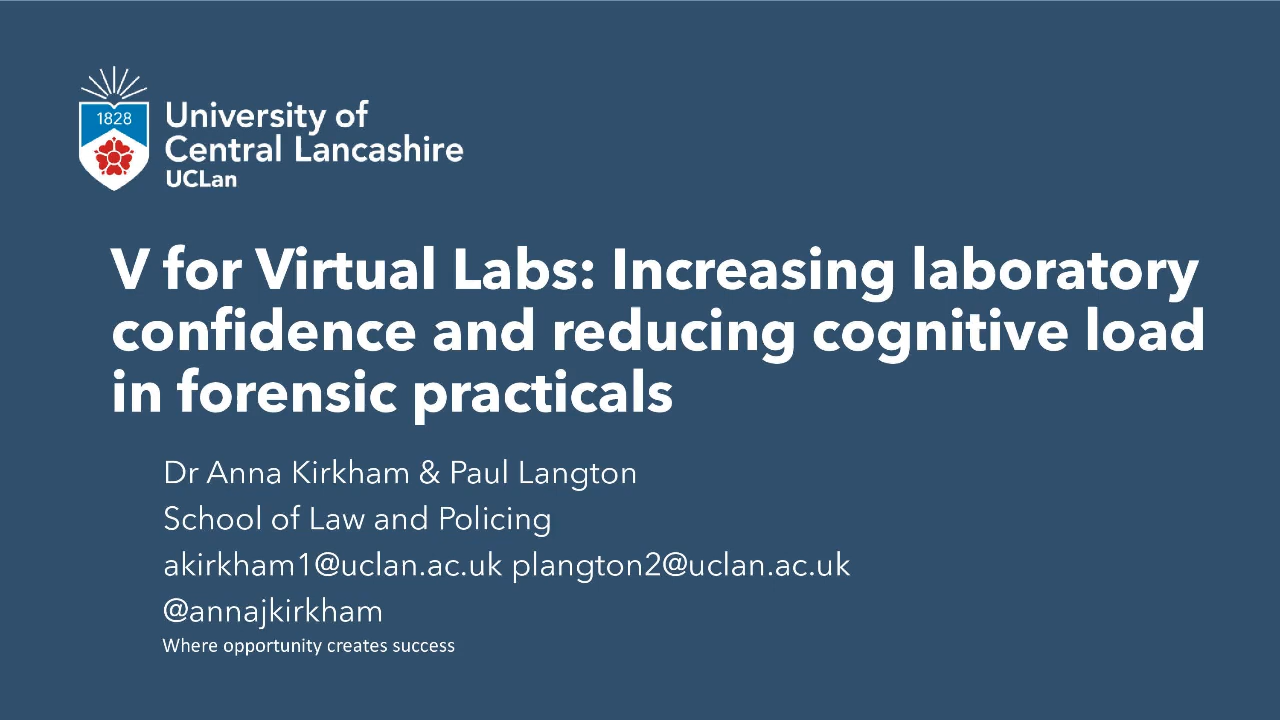 1828
University of
Central Lancashire
UCLan
V for Virtual Labs: Increasing laboratory
confidence and reducing cognitive load
in forensic practicals
Dr Anna Kirkham & Paul Langton
School of Law and Policing
akirkham1@uclan.ac.uk plangton2@uclan.ac.uk
@annajkirkham
Where opportunity creates success